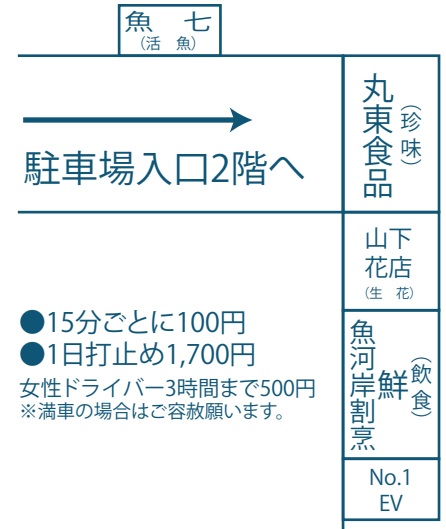 魚 七
(活 魚)
駐車場入口2階へ
丸東食品
(珍味)
山下
花店
(生 花)
●15分ごとに100円
●1日打止め1,700円
女性ドライバー3時間まで500円
※満車の場合はご容赦願います。
魚河岸割烹
鮮
(飲食)
No.1
EV